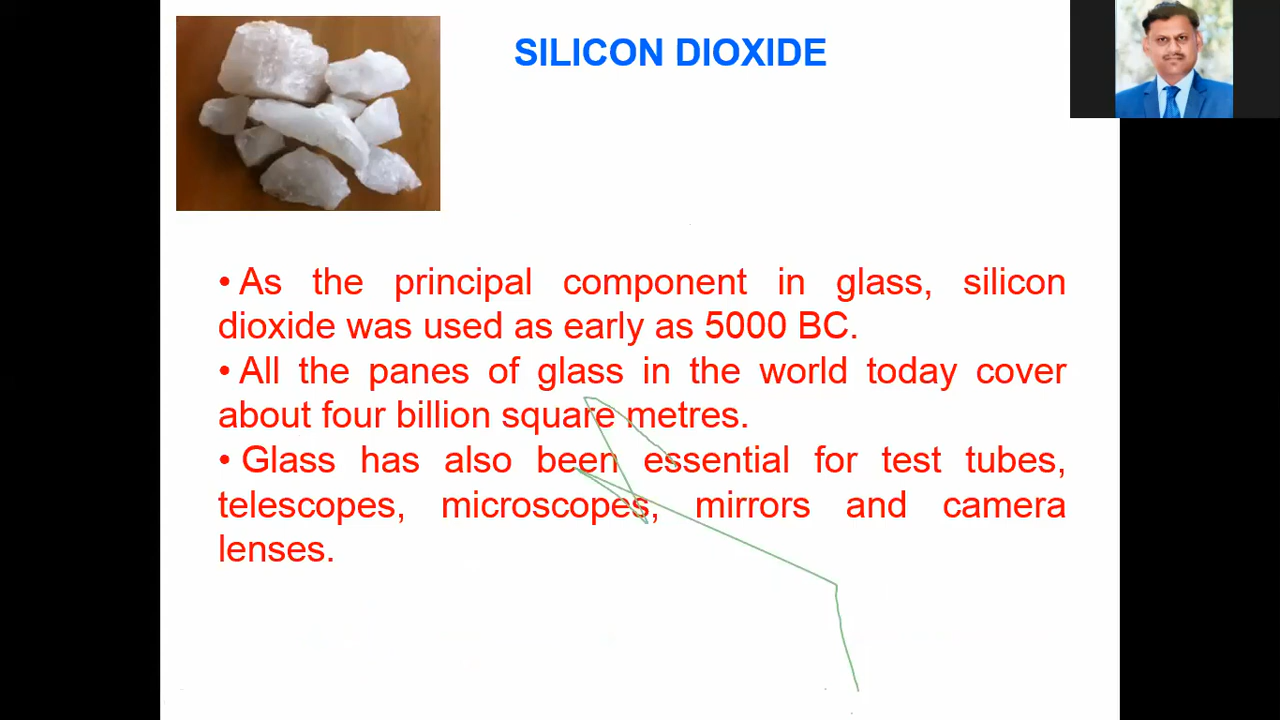 SILICON DIOXIDE
• As the principal component in glass, silicon
dioxide was used as early as 5000 BC.
• All the panes of glass in the world today cover
about four billion square metres.
• Glass has also been essential for test tubes,
telescopes, microscopes, mirrors and camera
lenses.